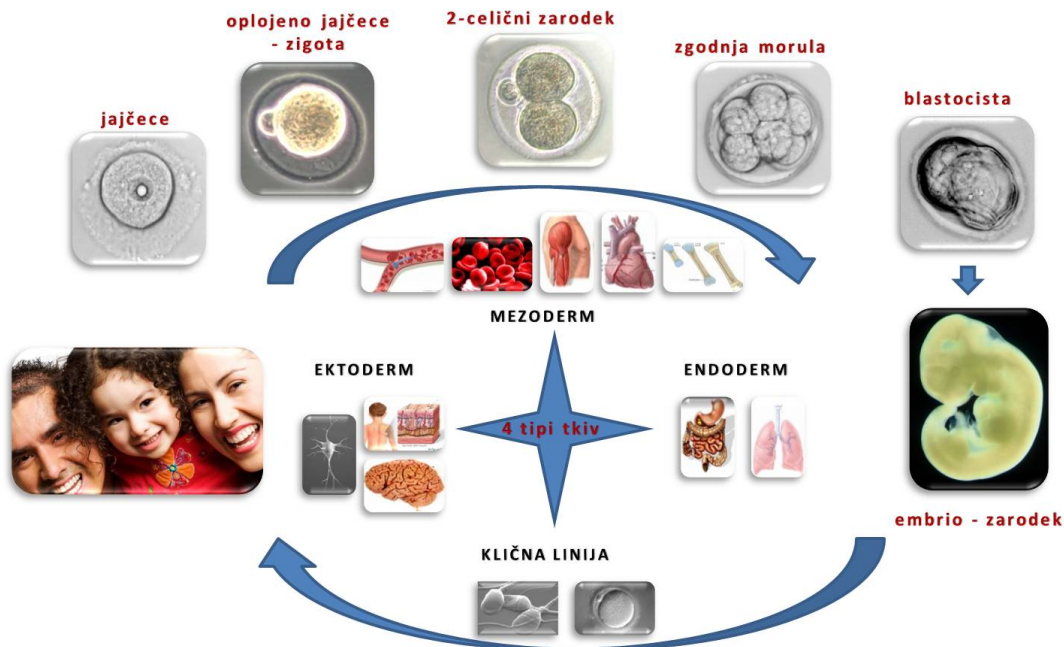 oplojeno jajčece
- zigota
2-celični zarodek
zgodnja morula
blastocista
jajčece
MEZODERM
EKTODERM
ENDODERM
4 tipi tkiv
embrio - zarodek
KLIČNA LINIJA